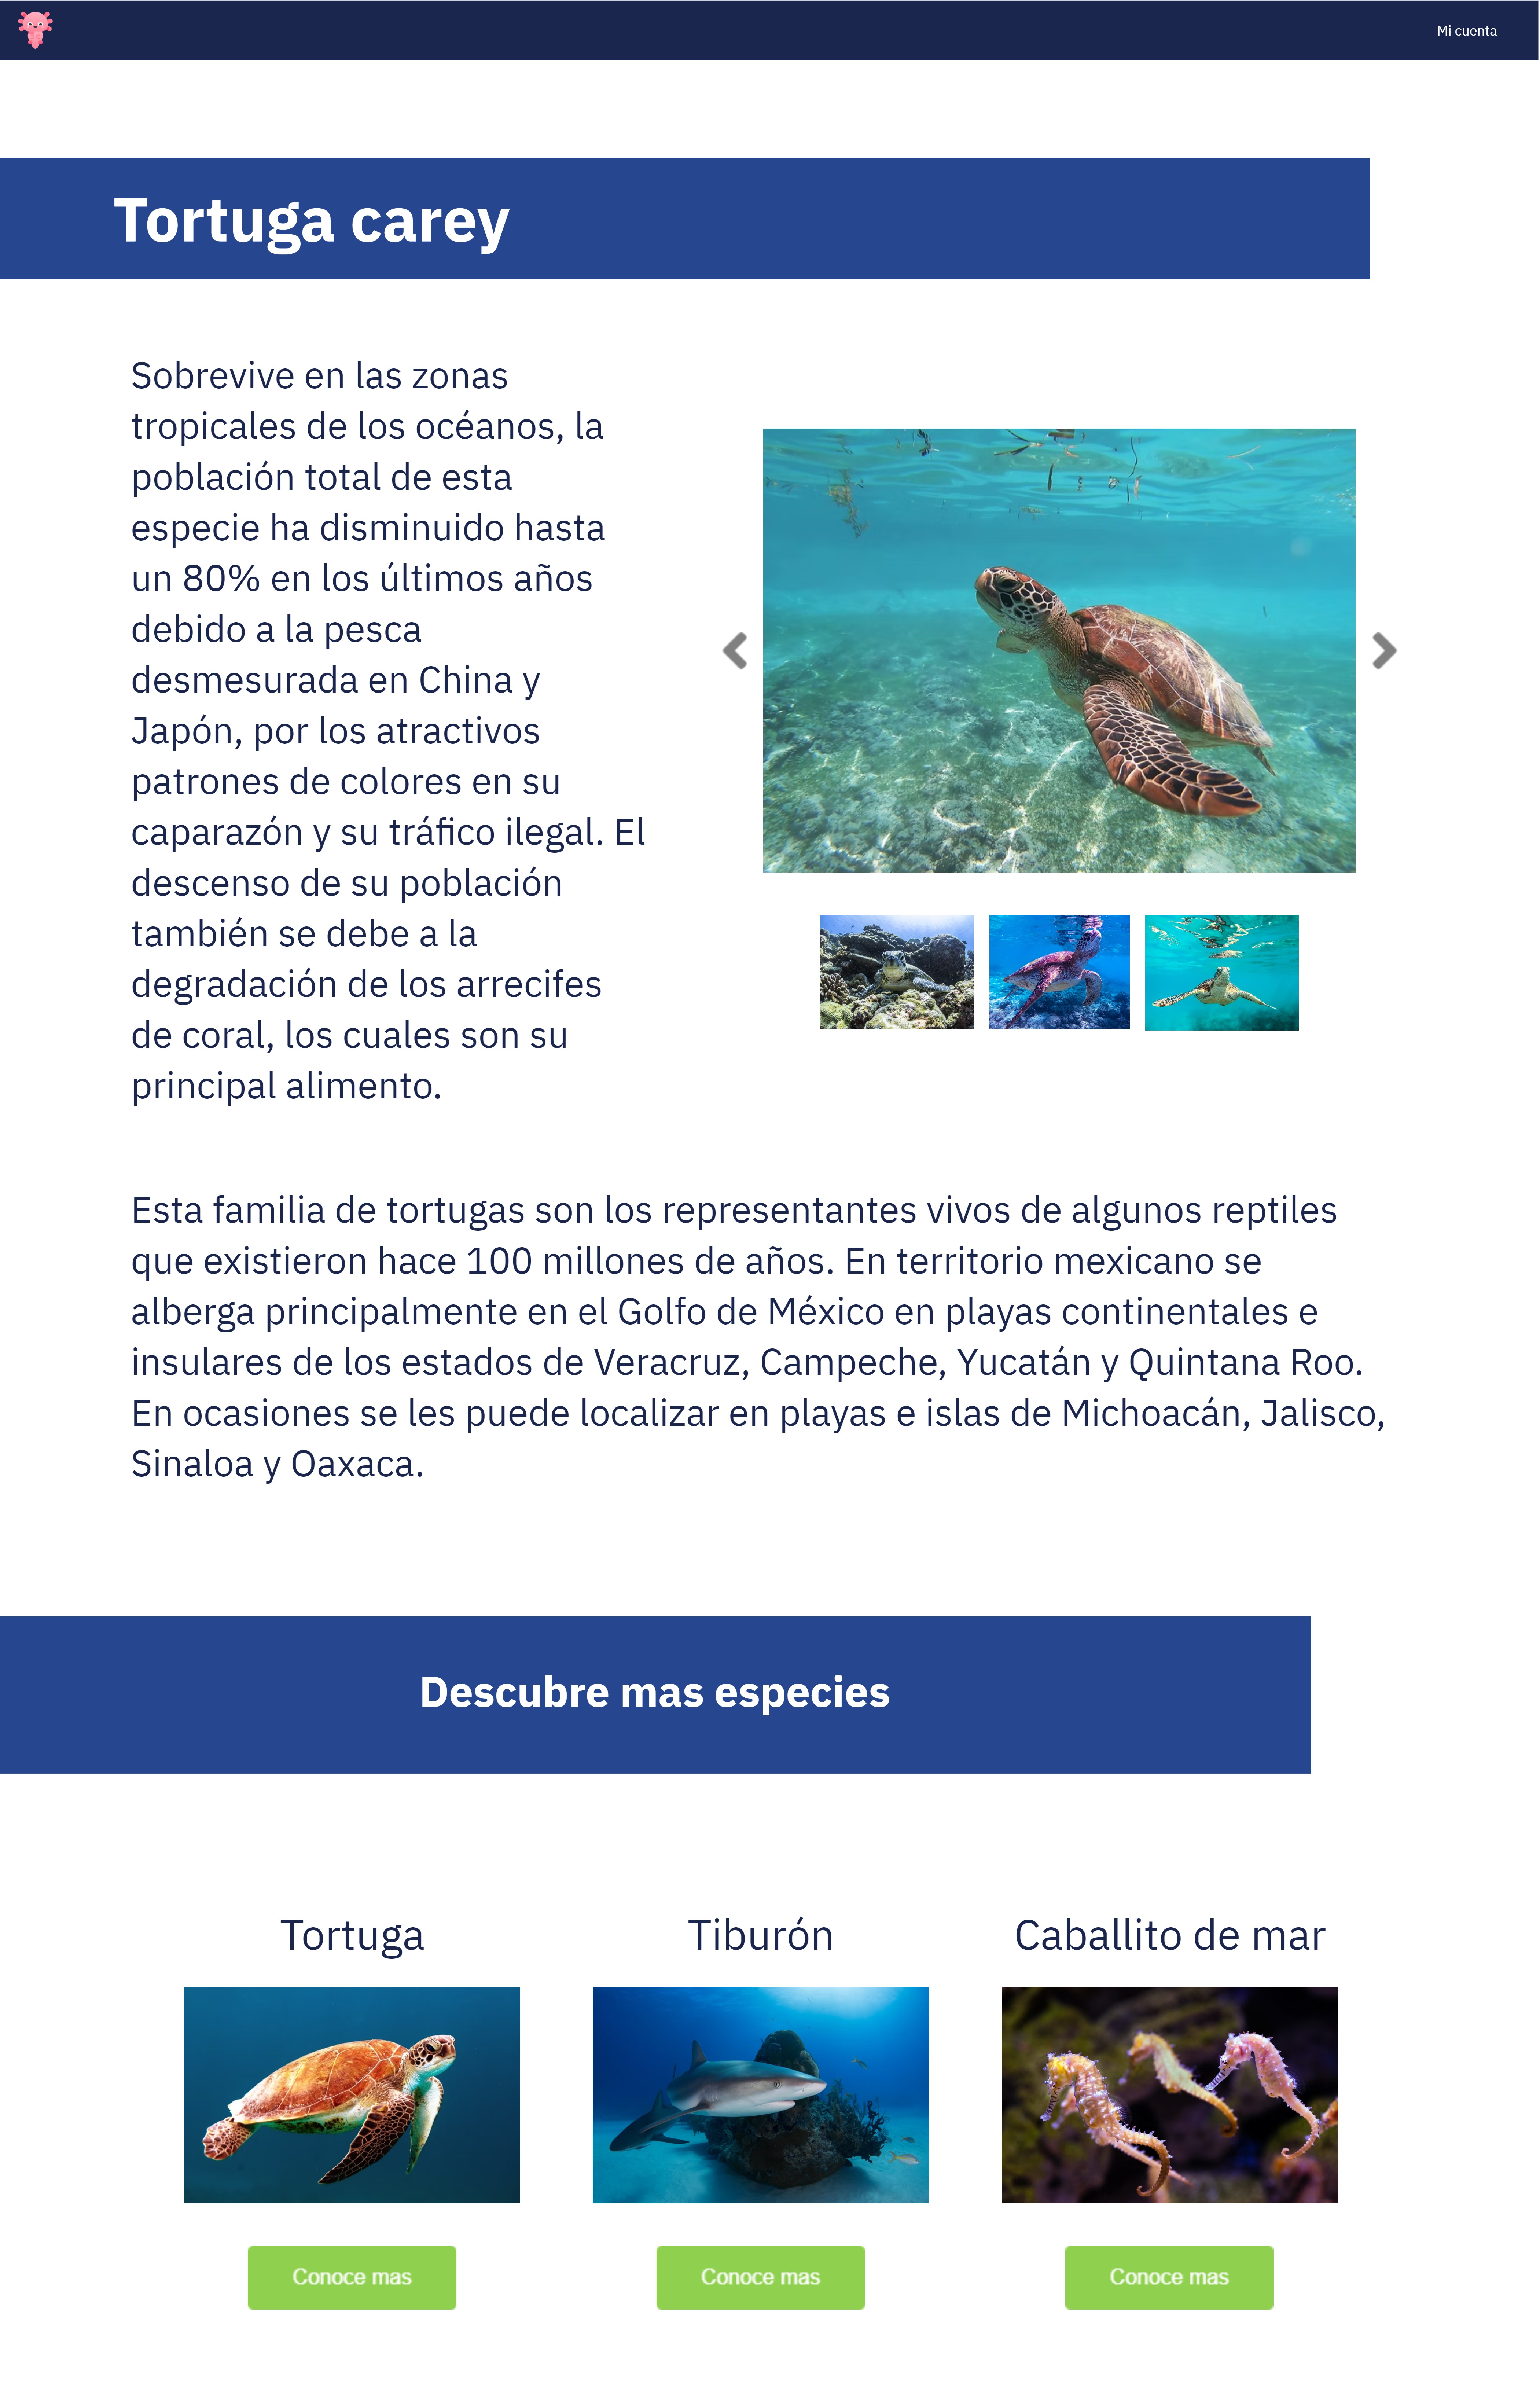 Mi cuenta
Tortuga carey
Sobrevive en las zonas
tropicales de los océanos, la
población total de esta
especie ha disminuido hasta
un 80% en los últimos años
debido a la pesca
desmesurada en China y
Japón, por los atractivos
patrones de colores en su
caparazón y su tráfico ilegal. El
descenso de su población
también se debe a la
degradación de los arrecifes
de coral, los cuales son su
principal alimento.
Esta familia de tortugas son los representantes vivos de algunos reptiles
que existieron hace 100 millones de años. En territorio mexicano se
alberga principalmente en el Golfo de México en playas continentales e
insulares de los estados de Veracruz, Campeche, Yucatán y Quintana Roo.
En ocasiones se les puede localizar en playas e islas de Michoacán, Jalisco,
Sinaloa y Oaxaca.
Descubre mas especies
Tortuga
Tiburón
Caballito de mar
Conoce mas
Conoce mas
Conoce mas